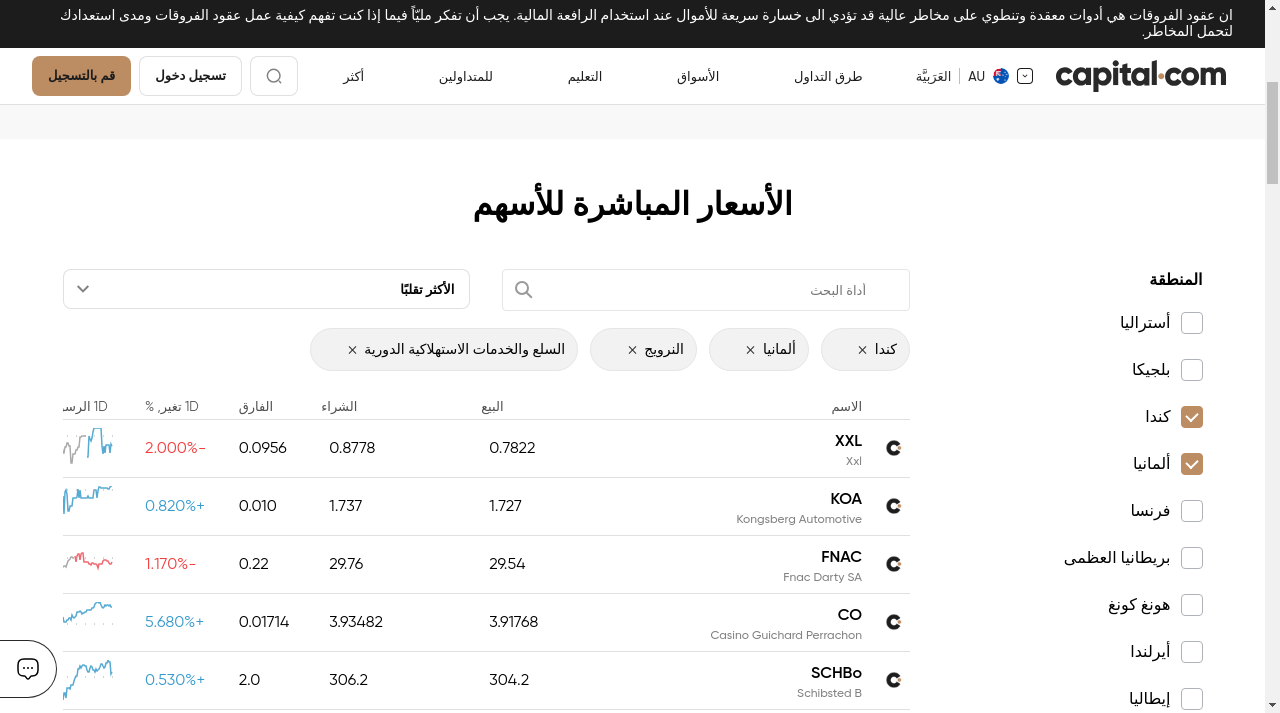 ان عقود الفروقات هي أدوات معقدة وتنطوي على مخاطر عالية قد تؤدي الى خسارة سريعة للأموال عند استخدام الرافعة المالية. يجب أن تفكر مليّاً فيما إذا كنت تفهم كيفية عمل عقود الفروقات ومدى استعدادك
لتحمل المخاطر.
capital.com
AU العَرَبيَّة
طرق التداول
الأسواق
التعليم
للمتداولين
أكثر
تسجيل دخول
قم بالتسجيل
الأسعار المباشرة للأسهم
المنطقة
أستراليا
بلجيكا
كندا
ألمانيا
فرنسا
بريطانيا العظمى
هونغ كونغ
أيرلندا
إيطاليا
أداة البحث
الأكثر تقلبًا
كندا ×
ألمانيا ×
النرويج ×
السلع والخدمات الاستهلاكية الدورية ×
الاسم البيع الشراء الفارق 1D تغير, % 1D الرسم
XXL 0.7822 0.8778 0.0956 2.000%-
Xxl
KOA 1.727 1.737 0.010 0.820%+
Kongsberg Automotive
FNAC 29.54 29.76 0.22 1.170%-
Fnac Darty SA
CO 3.91768 3.93482 0.01714 5.680%+
Casino Guichard Perrachon
SCHBo 304.2 306.2 2.0 0.530%+
Schibsted B